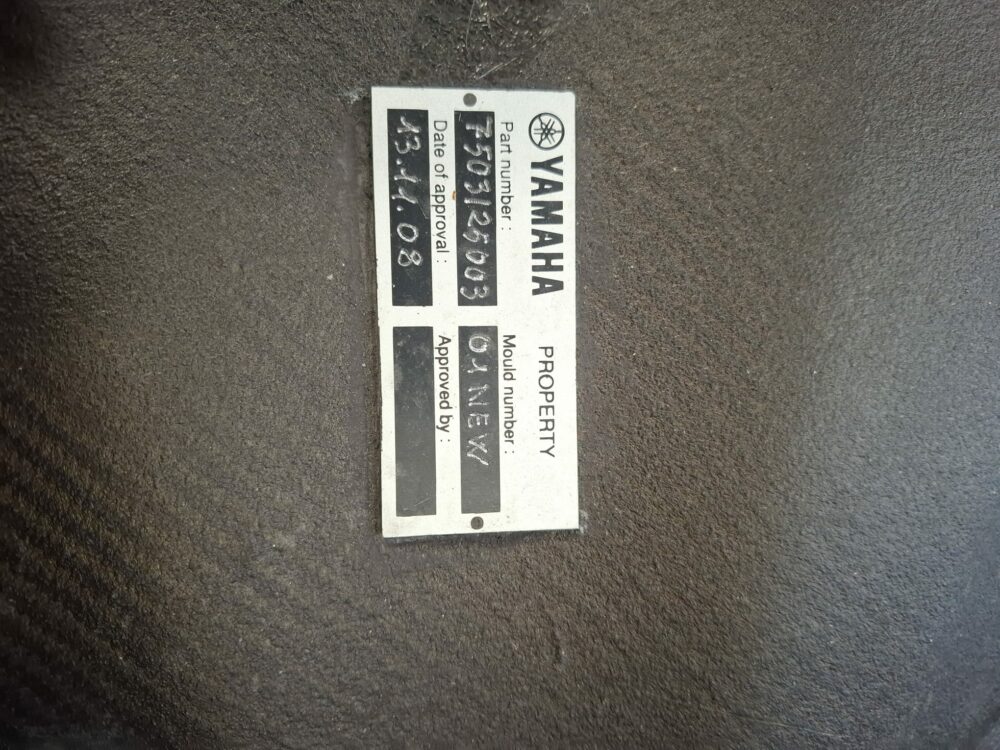 YAMAHA PROPERTY
Part number : Mould number :
7503125003 01 NEW
Date of approval : Approved by :
13.11.08